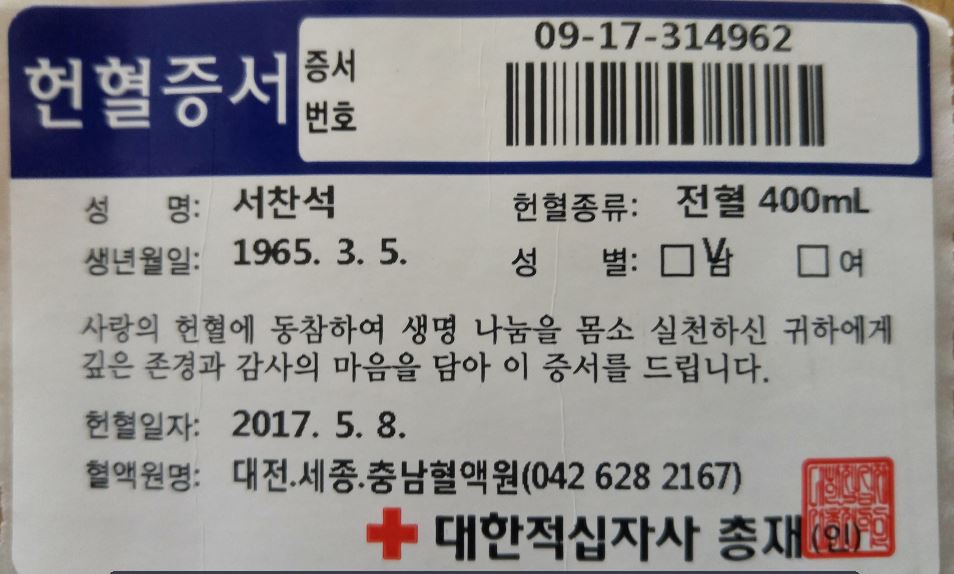 헌혈증서
증서
번호
09-17-314962
성 명: 서찬석 헌혈종류: 전혈 400mL
생년월일: 1965. 3. 5. 성 별: □ 남 V □ 여
사랑의 헌혈에 동참하여 생명 나눔을 몸소 실천하신 귀하에게
깊은 존경과 감사의 마음을 담아 이 증서를 드립니다.
헌혈일자: 2017. 5. 8.
혈액원명: 대전.세종.충남혈액원(042 628 2167)
대한적십자사 총재(인)